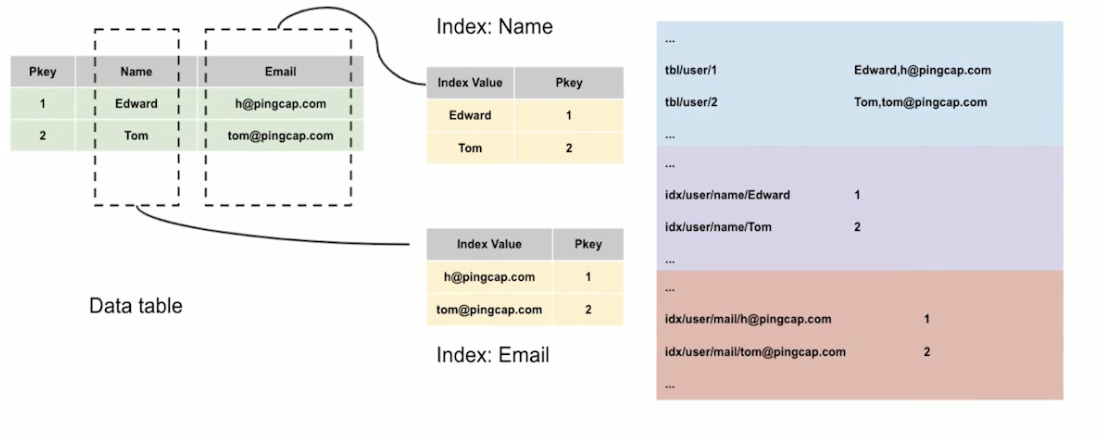 Pkey Name Email
1 Edward h@pingcap.com
2 Tom tom@pingcap.com
Data table
Index: Name
Index Value Pkey
Edward 1
Tom 2
Index Value Pkey
h@pingcap.com 1
tom@pingcap.com 2
Index: Email
...
tbl/user/1 Edward,h@pingcap.com
tbl/user/2 Tom,tom@pingcap.com
...
...
idx/user/name/Edward 1
idx/user/name/Tom 2
...
...
idx/user/mail/h@pingcap.com 1
idx/user/mail/tom@pingcap.com 2
...